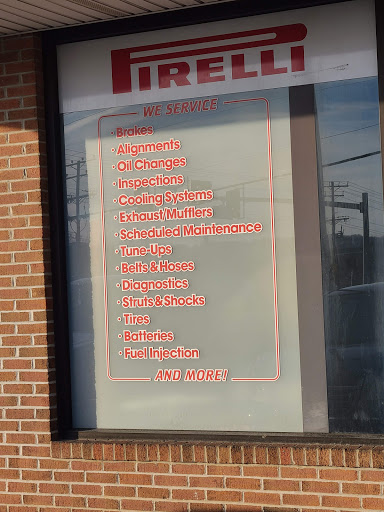 PIRELLI
WE SERVICE
· Brakes
· Alignments
· Oil Changes
· Inspections
· Cooling Systems
· Exhaust/Mufflers
· Scheduled Maintenance
· Tune-Ups
· Belts & Hoses
· Diagnostics
· Struts & Shocks
· Tires
· Batteries
· Fuel Injection
AND MORE!